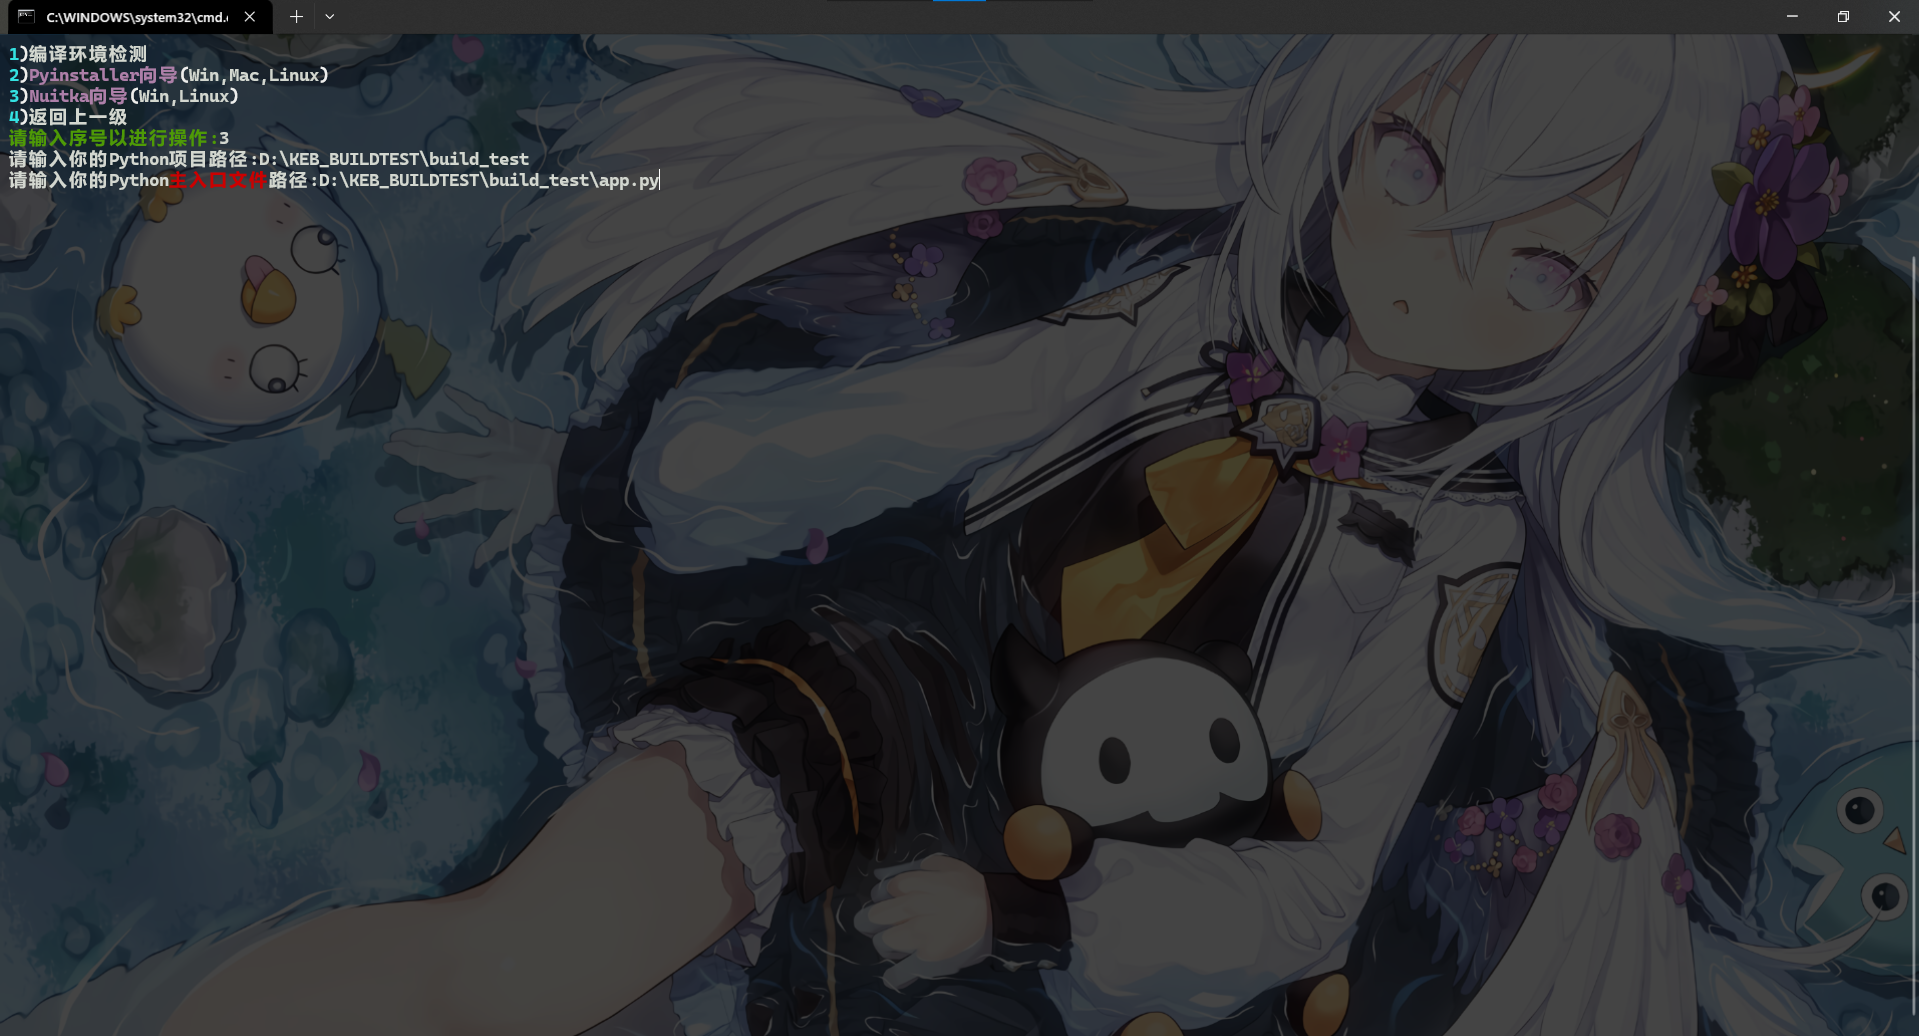 C:\WINDOWS\system32\cmd.
1)编译环境检测
2)Pyinstaller向导(Win,Mac,Linux)
3)Nuitka向导(Win,Linux)
4)返回上一级
请输入序号以进行操作:3
请输入你的Python项目路径:D:\KEB_BUILDTEST\build_test
请输入你的Python主入口文件路径:D:\KEB_BUILDTEST\build_test\app.py